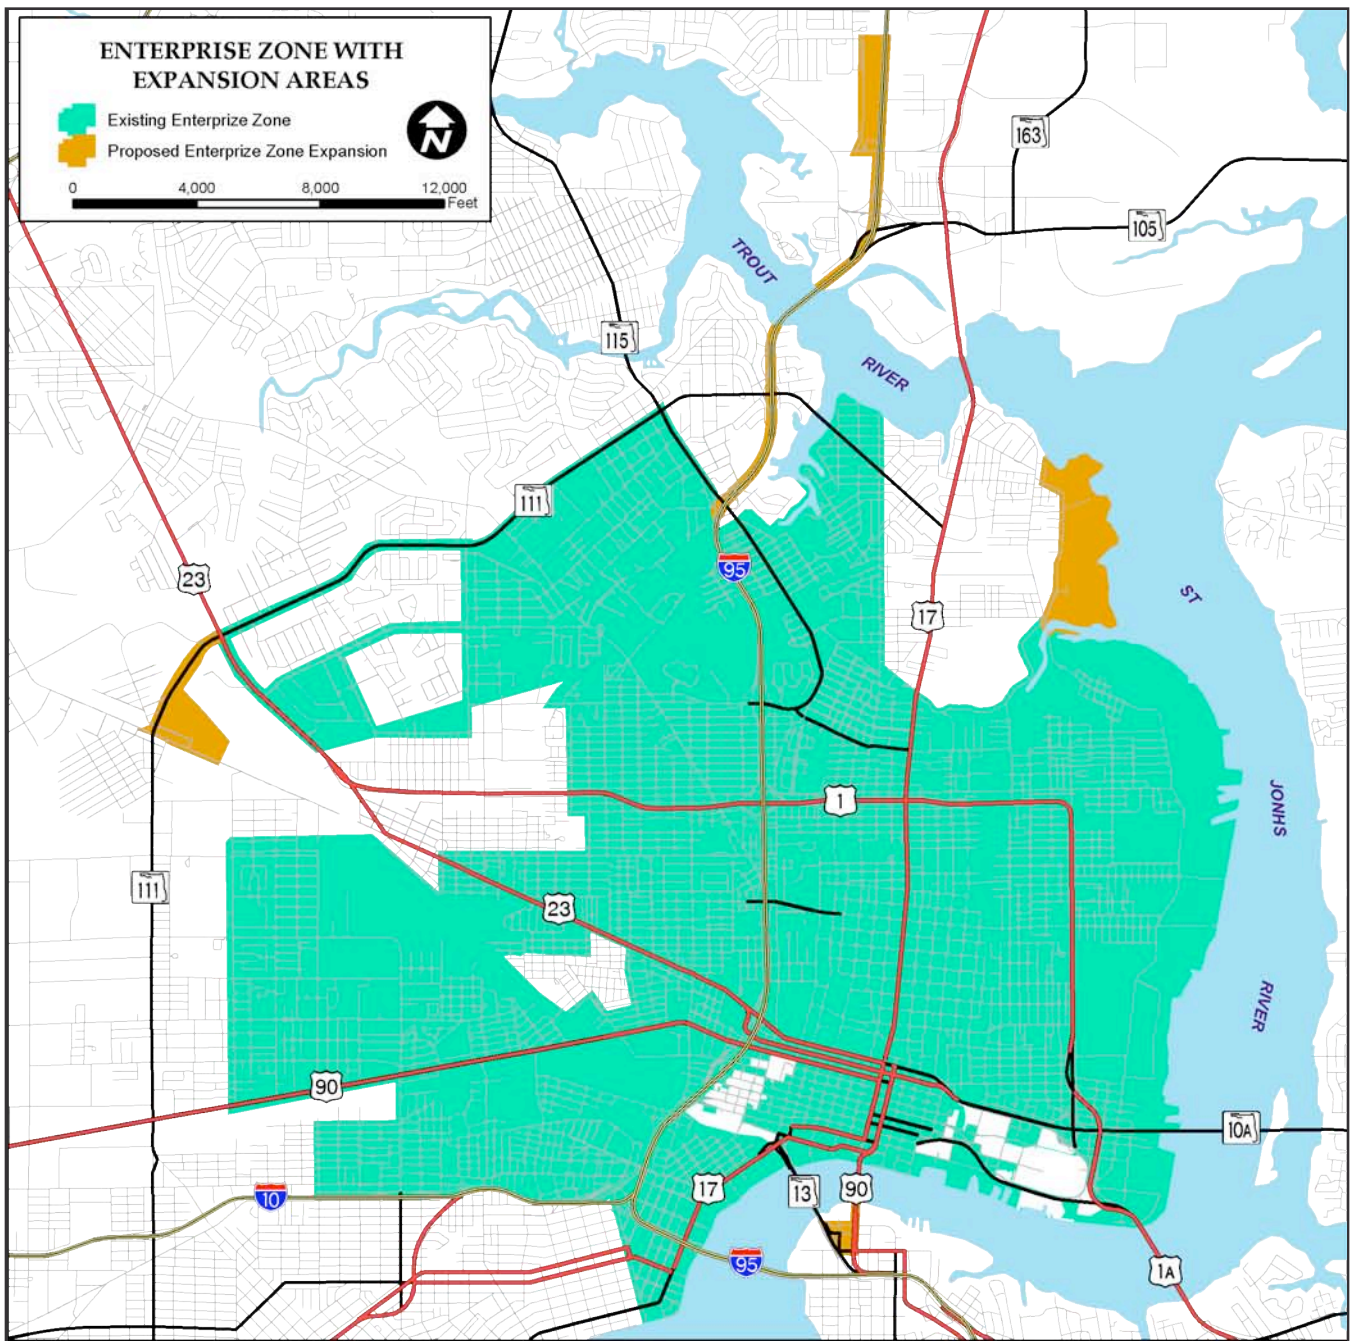 ENTERPRISE ZONE WITH
EXPANSION AREAS
Existing Enterprize Zone
Proposed Enterprize Zone Expansion
N
0 4,000 8,000 12,000
Feet
163
105
TROUT
115
RIVER
111
95
23
ST
17
1
JONHS
111
23
RIVER
90
10A
10
17
13
90
95
1A